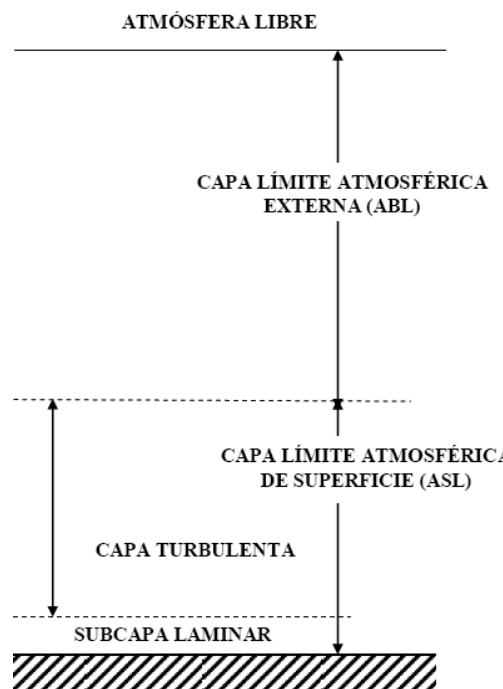 ATMÓSFERA LIBRE
CAPA LÍMITE ATMOSFÉRICA
EXTERNA (ABL)
CAPA LÍMITE ATMOSFÉRICA
DE SUPERFICIE (ASL)
CAPA TURBULENTA
SUBCAPA LAMINAR